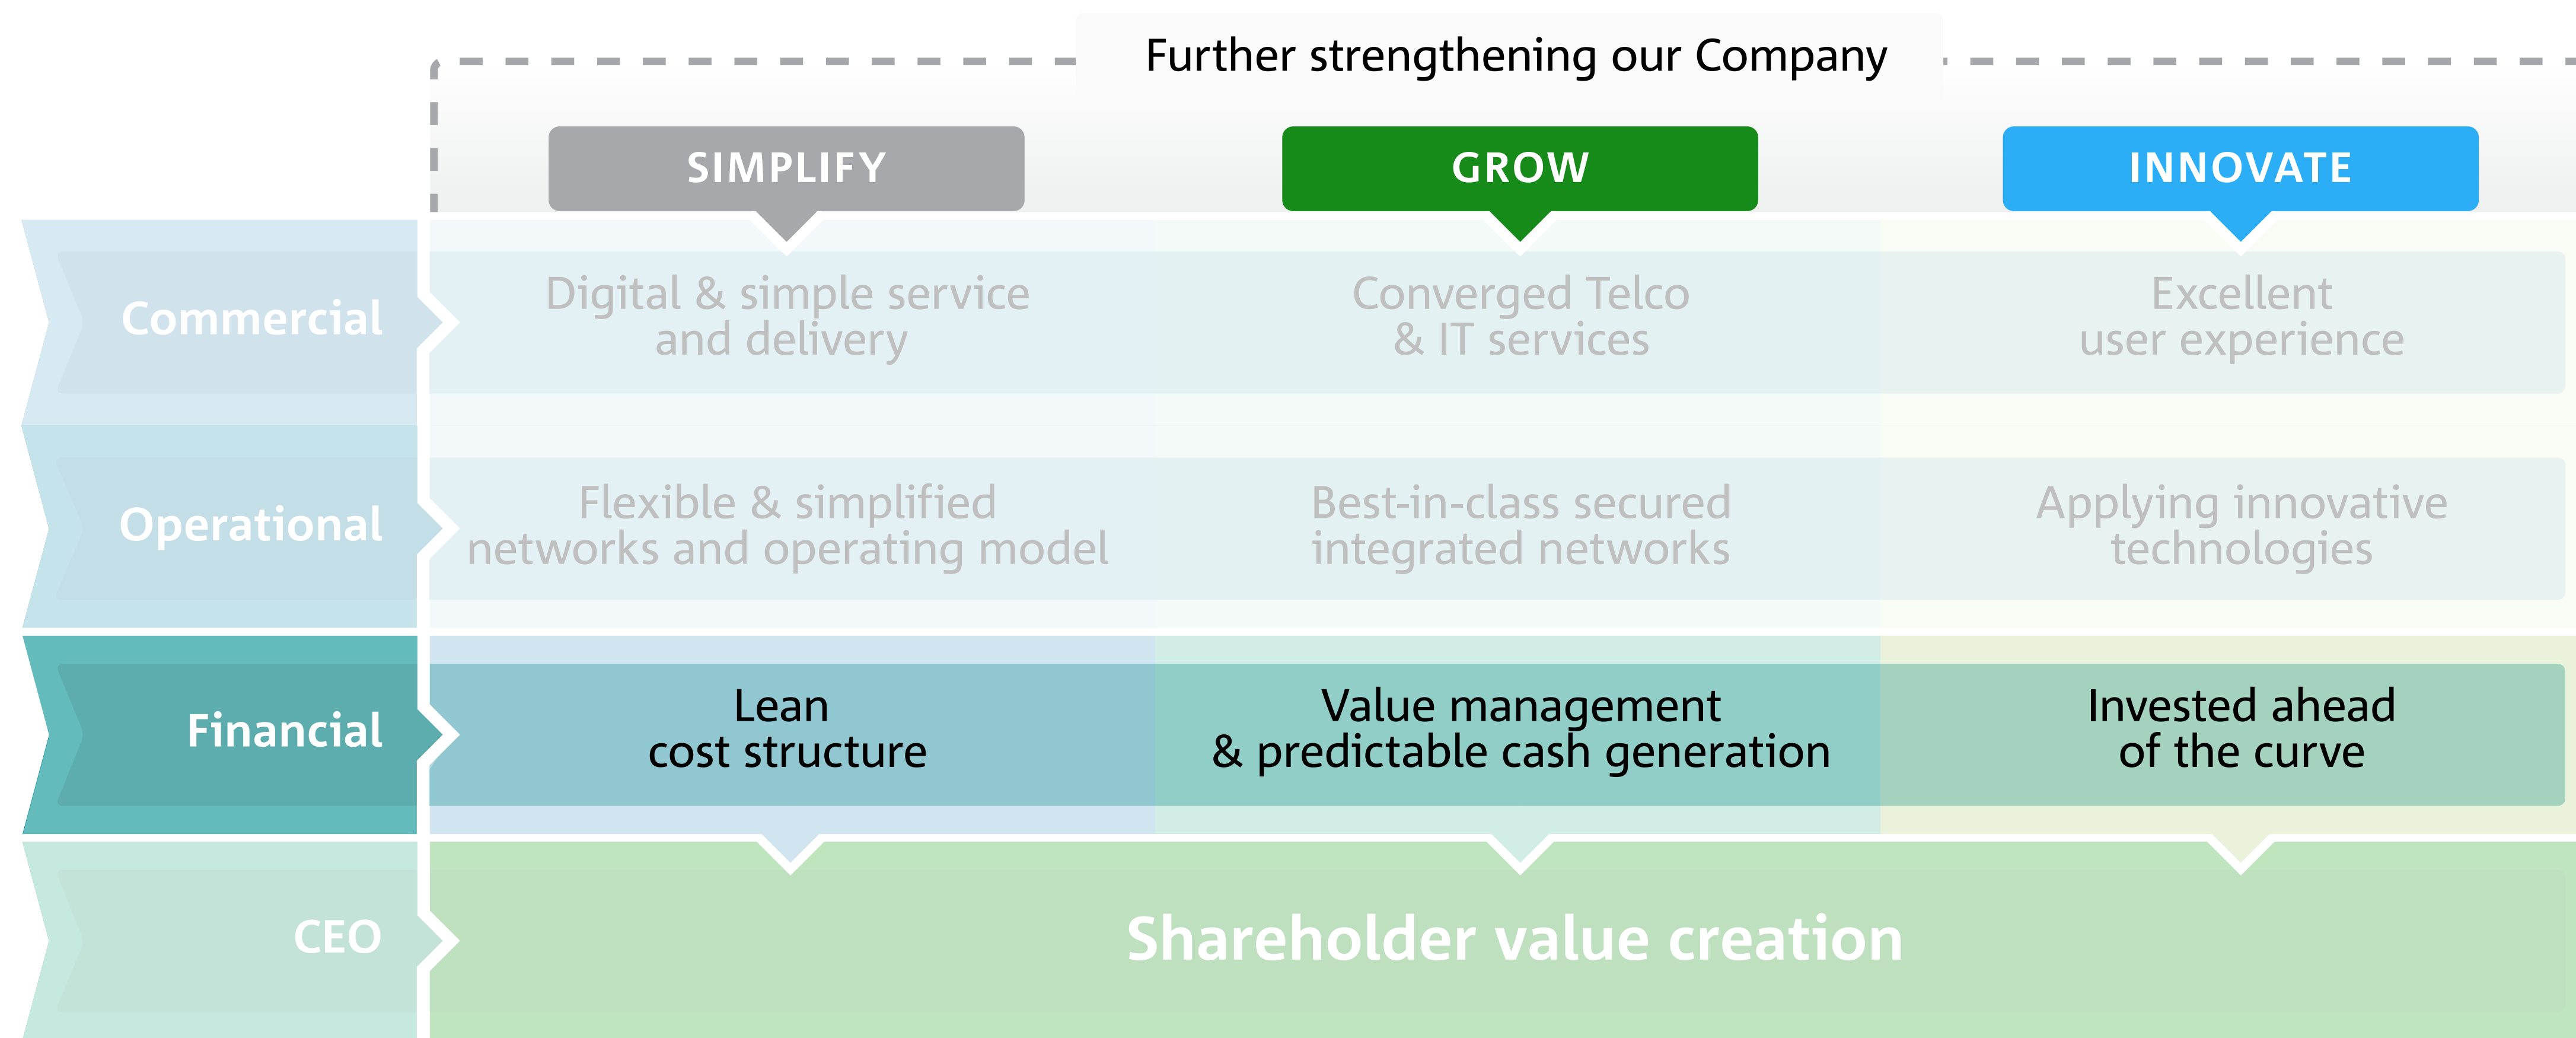 Further strengthening our Company
SIMPLIFY
GROW
INNOVATE
Commercial
Digital & simple service
and delivery
Converged Telco
& IT services
Excellent
user experience
Operational
Flexible & simplified
networks and operating model
Best-in-class secured
integrated networks
Applying innovative
technologies
Financial
Lean
cost structure
Value management
& predictable cash generation
Invested ahead
of the curve
CEO
Shareholder value creation